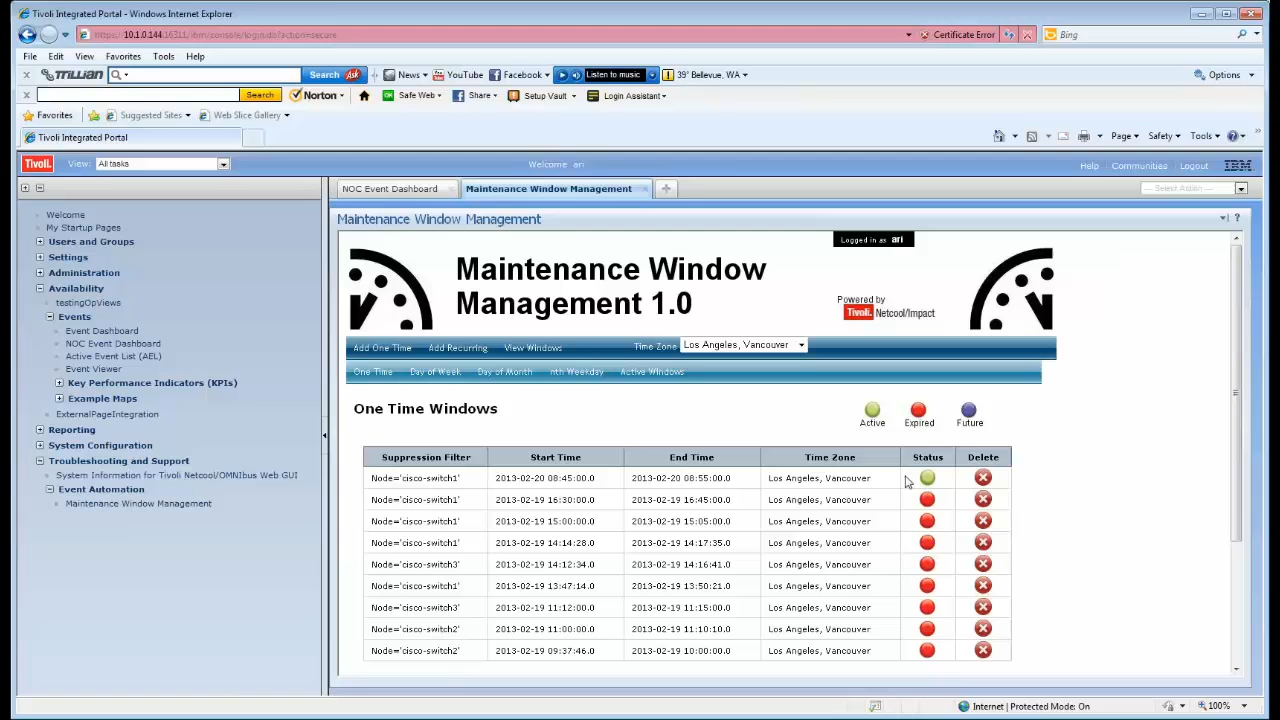 Tivoli Integrated Portal - Windows Internet Explorer
Certificate Error
Bing
File Edit View Favorites Tools Help
TRILLIAN Search Ask News YouTube Facebook Listen to music 39° Bellevue, WA Options
Search Norton Safe Web Share Setup Vault Login Assistant
Favorites Suggested Sites Web Slice Gallery
Tivoli Integrated Portal
Page Safety Tools
Tivoli. View: All tasks Welcome ari Help Communities Logout IBM
NOC Event Dashboard Maintenance Window Management
--- Select Action ---
Welcome
My Startup Pages
Users and Groups
Settings
Administration
Availability
testingOpViews
Events
Event Dashboard
NOC Event Dashboard
Active Event List (AEL)
Event Viewer
Key Performance Indicators (KPIs)
Example Maps
ExternalPageIntegration
Reporting
System Configuration
Troubleshooting and Support
System Information for Tivoli Netcool/OMNIbus Web GUI
Event Automation
Maintenance Window Management
Maintenance Window Management
Logged in as ari
Maintenance Window
Management 1.0
Powered by
Tivoli. Netcool/Impact
Add One Time Add Recurring View Windows Time Zone Los Angeles, Vancouver
One Time Day of Week Day of Month nth Weekday Active Windows
One Time Windows
Active Expired Future
Suppression Filter Start Time End Time Time Zone Status Delete
Node='cisco-switch1' 2013-02-20 08:45:00.0 2013-02-20 08:55:00.0 Los Angeles, Vancouver
Node='cisco-switch1' 2013-02-19 16:30:00.0 2013-02-19 16:45:00.0 Los Angeles, Vancouver
Node='cisco-switch1' 2013-02-19 15:00:00.0 2013-02-19 15:05:00.0 Los Angeles, Vancouver
Node='cisco-switch1' 2013-02-19 14:14:28.0 2013-02-19 14:17:35.0 Los Angeles, Vancouver
Node='cisco-switch3' 2013-02-19 14:12:34.0 2013-02-19 14:16:41.0 Los Angeles, Vancouver
Node='cisco-switch1' 2013-02-19 13:47:14.0 2013-02-19 13:50:21.0 Los Angeles, Vancouver
Node='cisco-switch3' 2013-02-19 11:12:00.0 2013-02-19 11:15:00.0 Los Angeles, Vancouver
Node='cisco-switch2' 2013-02-19 11:00:00.0 2013-02-19 11:10:10.0 Los Angeles, Vancouver
Node='cisco-switch2' 2013-02-19 09:37:46.0 2013-02-19 10:00:00.0 Los Angeles, Vancouver
Internet | Protected Mode: On 100%